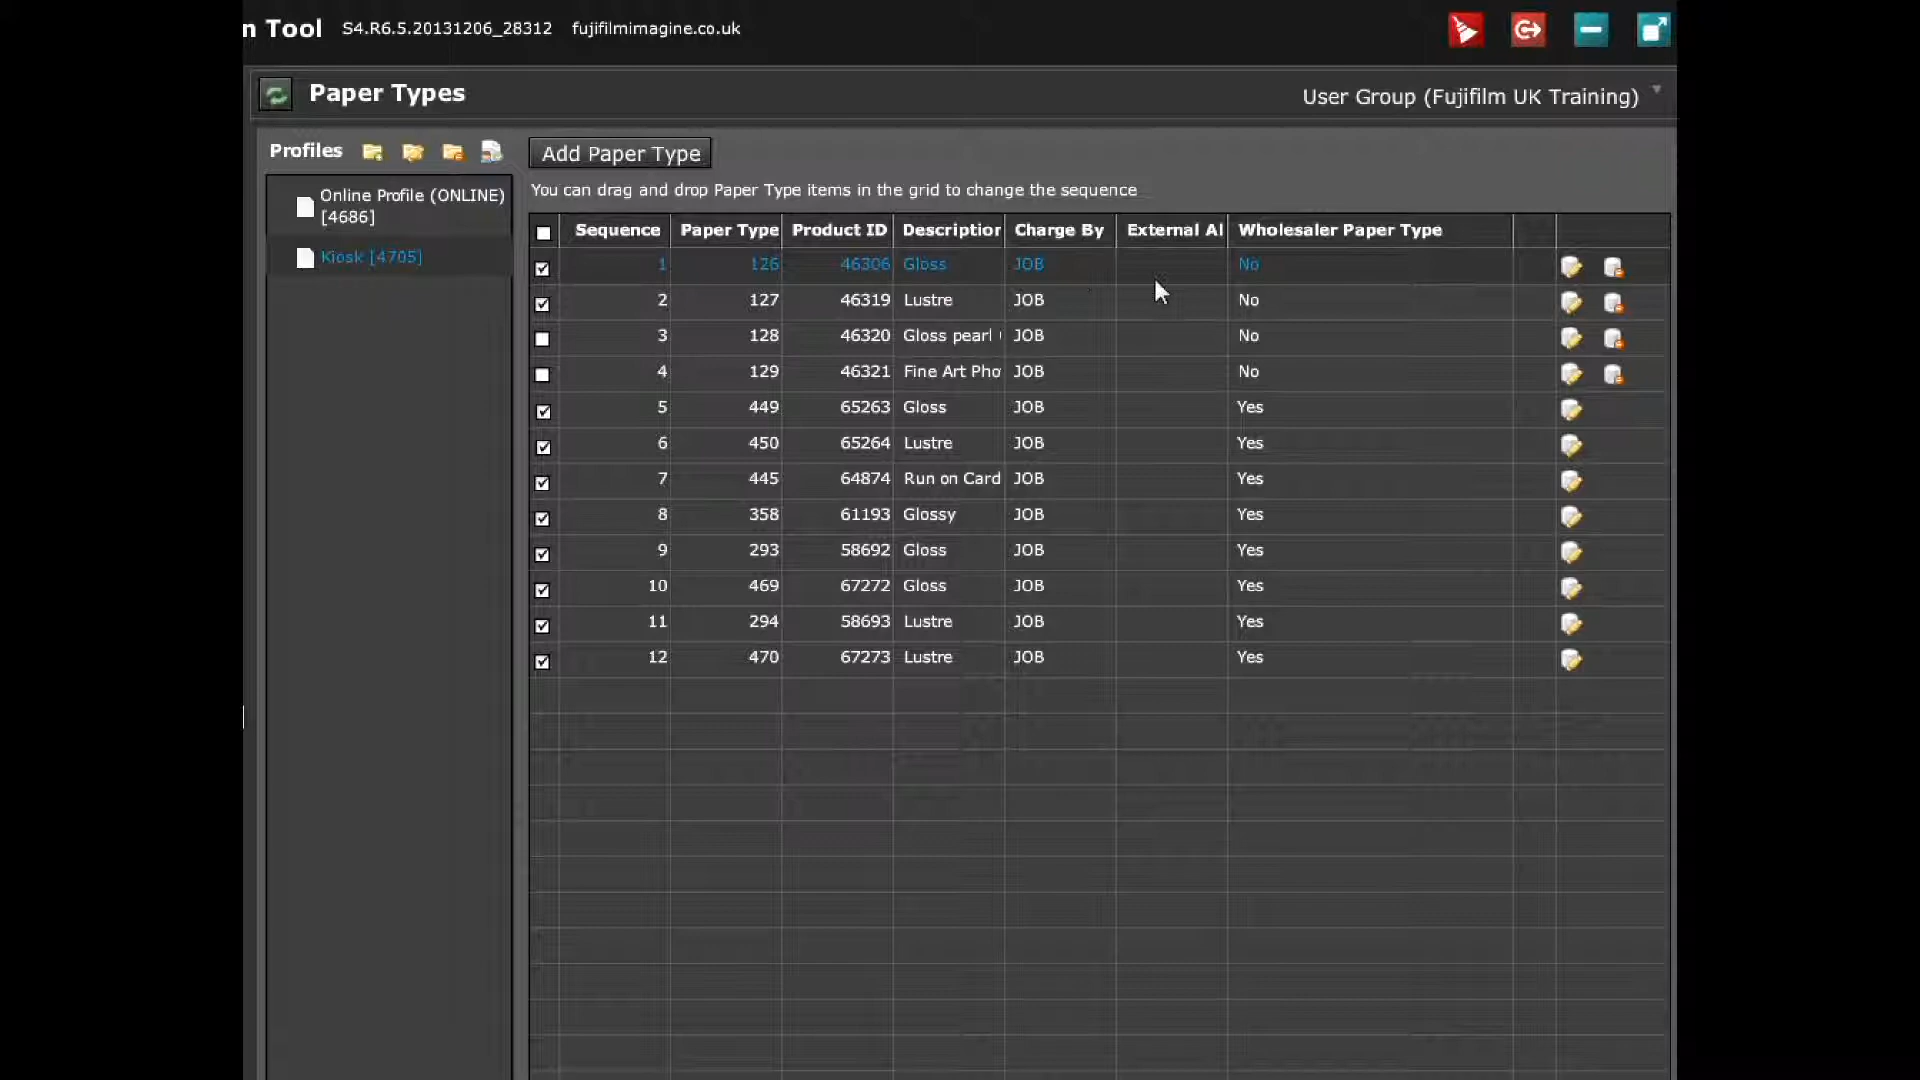 n Tool S4.R6.5.20131206_28312 fujifilmimagine.co.uk
Paper Types User Group (Fujifilm UK Training)
Profiles Add Paper Type
You can drag and drop Paper Type items in the grid to change the sequence
Online Profile (ONLINE)
[4686]
Kiosk [4705]
Sequence Paper Type Product ID Description Charge By External Al Wholesaler Paper Type
1 126 46306 Gloss JOB No
2 127 46319 Lustre JOB No
3 128 46320 Gloss pearl JOB No
4 129 46321 Fine Art Pho JOB No
5 449 65263 Gloss JOB Yes
6 450 65264 Lustre JOB Yes
7 445 64874 Run on Card JOB Yes
8 358 61193 Glossy JOB Yes
9 293 58692 Gloss JOB Yes
10 469 67272 Gloss JOB Yes
11 294 58693 Lustre JOB Yes
12 470 67273 Lustre JOB Yes